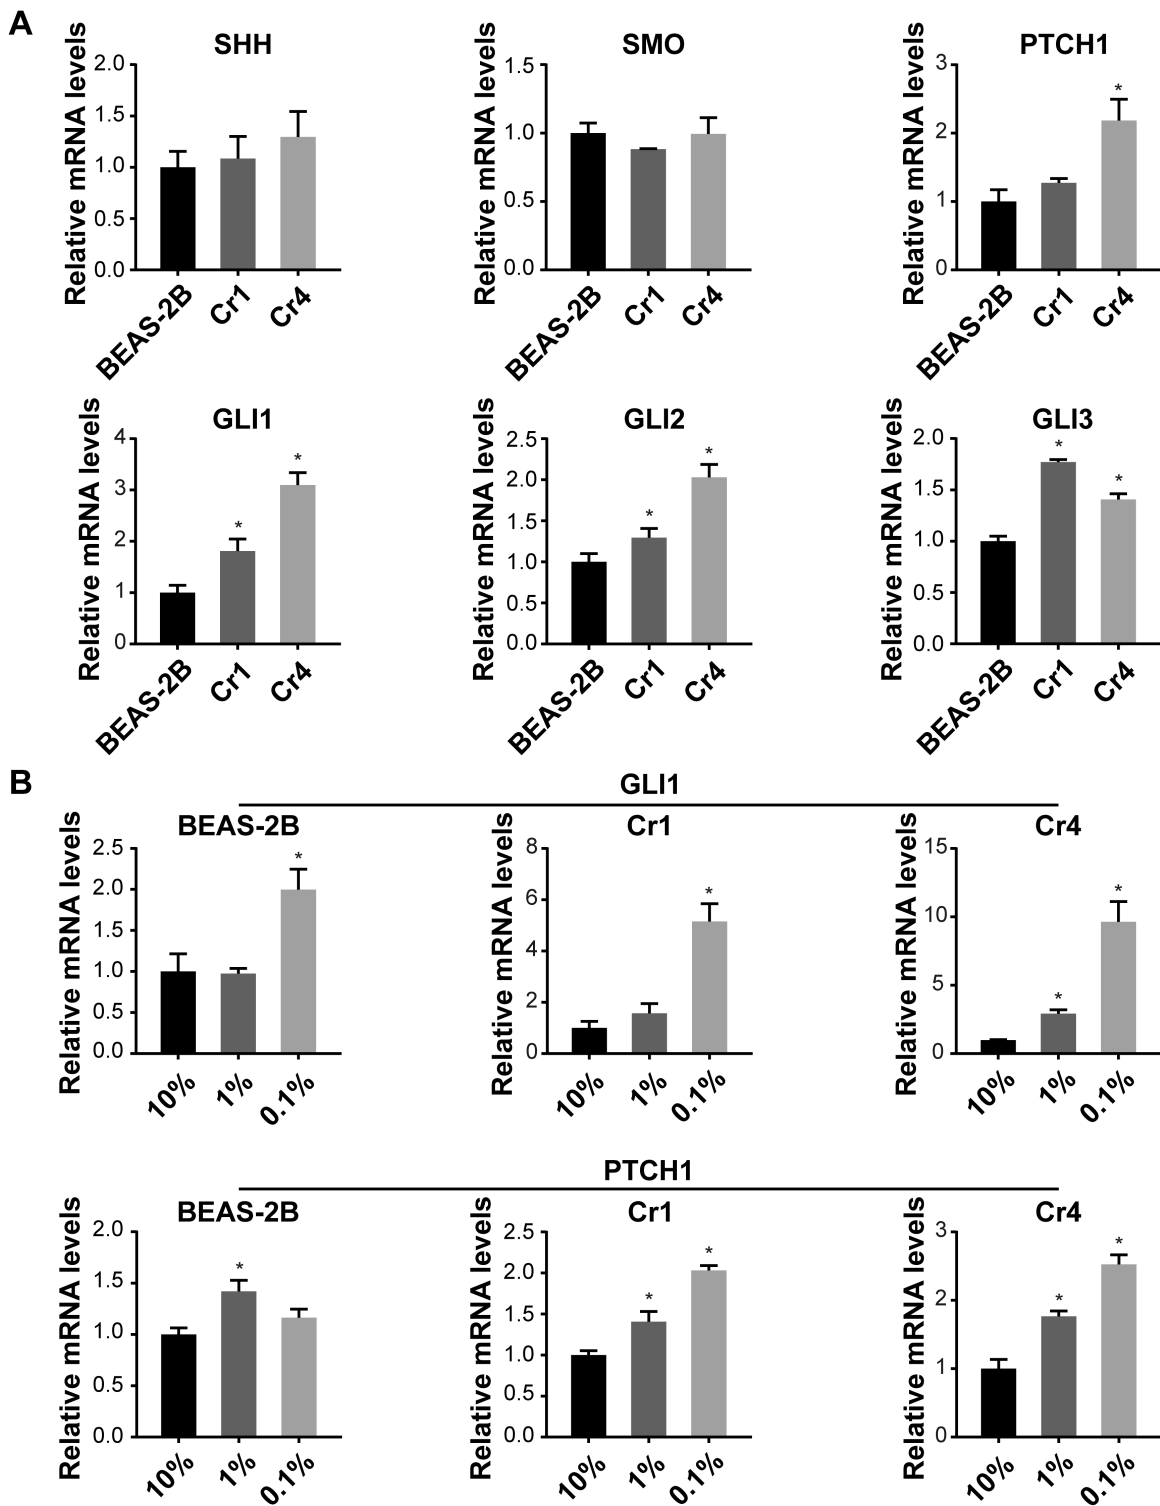 A
SHH
Relative mRNA levels
2.0
1.5
1.0
0.5
0.0
BEAS-2B
Cr1
Cr4
SMO
Relative mRNA levels
1.5
1.0
0.5
0.0
BEAS-2B
Cr1
Cr4
PTCH1
Relative mRNA levels
3
2
1
0
*
BEAS-2B
Cr1
Cr4
GLI1
Relative mRNA levels
4
3
2
1
0
*
*
BEAS-2B
Cr1
Cr4
GLI2
Relative mRNA levels
2.5
2.0
1.5
1.0
0.5
0.0
*
*
BEAS-2B
Cr1
Cr4
GLI3
Relative mRNA levels
2.0
1.5
1.0
0.5
0.0
*
*
BEAS-2B
Cr1
Cr4
B
GLI1
BEAS-2B
Relative mRNA levels
2.5
2.0
1.5
1.0
0.5
0.0
*
10%
1%
0.1%
Cr1
Relative mRNA levels
8
6
4
2
0
*
10%
1%
0.1%
Cr4
Relative mRNA levels
15
10
5
0
*
*
10%
1%
0.1%
PTCH1
BEAS-2B
Relative mRNA levels
2.0
1.5
1.0
0.5
0.0
*
10%
1%
0.1%
Cr1
Relative mRNA levels
2.5
2.0
1.5
1.0
0.5
0.0
*
*
10%
1%
0.1%
Cr4
Relative mRNA levels
3
2
1
0
*
*
10%
1%
0.1%